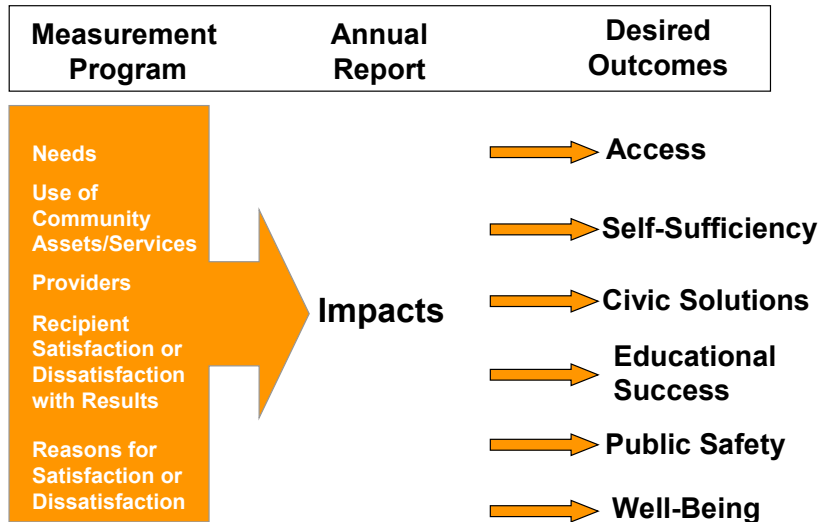 Measurement
Program
Annual
Report
Desired
Outcomes
Needs
Use of
Community
Assets/Services
Providers
Recipient
Satisfaction or
Dissatisfaction
with Results
Reasons for
Satisfaction or
Dissatisfaction
Impacts
Access
Self-Sufficiency
Civic Solutions
Educational
Success
Public Safety
Well-Being